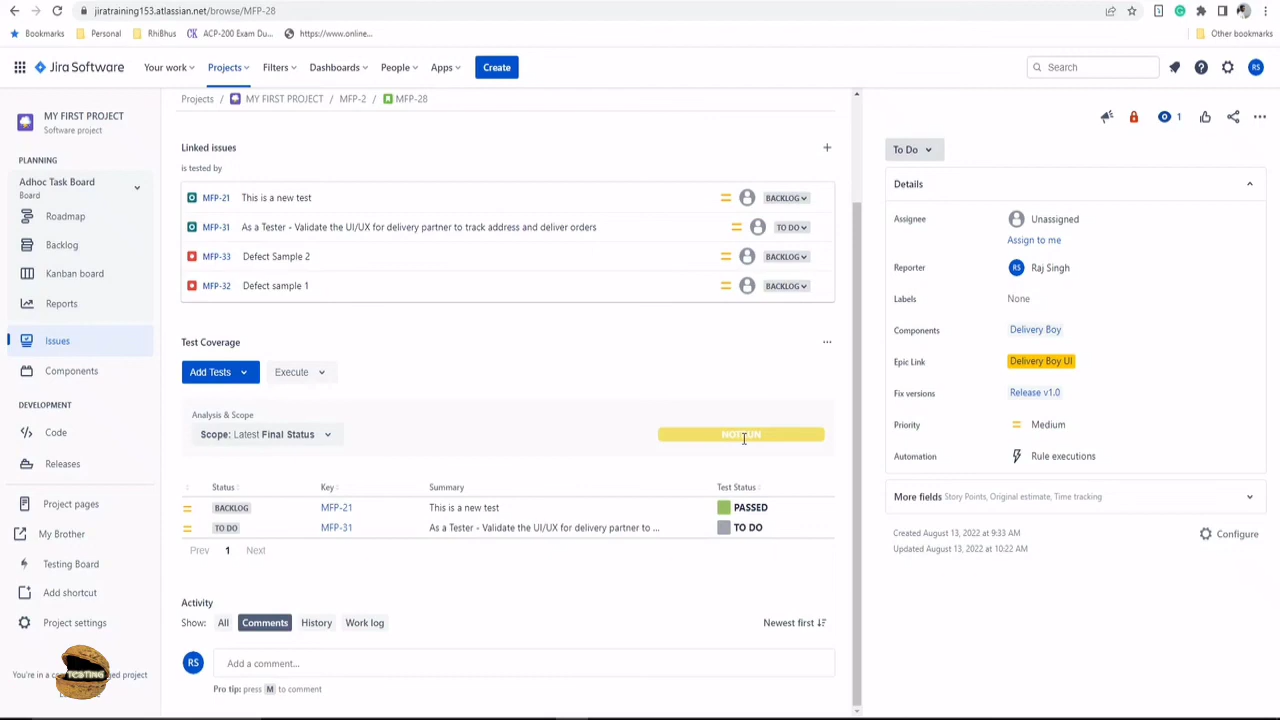 jiratraining153.atlassian.net/browse/MFP-28
Bookmarks Personal RhiBhus CK ACP-200 Exam Du... https://www.online... Other bookmarks
Jira Software Your work Projects Filters Dashboards People Apps Create Search RS
Projects / MY FIRST PROJECT / MFP-2 / MFP-28
MY FIRST PROJECT
Software project
PLANNING
Adhoc Task Board
Board
Roadmap
Backlog
Kanban board
Reports
Issues
Components
DEVELOPMENT
Code
Releases
Project pages
My Brother
Testing Board
Add shortcut
Project settings
You're in a c
ed project
TESTING
Linked issues
is tested by
MFP-21 This is a new test BACKLOG
MFP-31 As a Tester - Validate the UI/UX for delivery partner to track address and deliver orders TO DO
MFP-33 Defect Sample 2 BACKLOG
MFP-32 Defect sample 1 BACKLOG
Test Coverage
Add Tests Execute
Analysis & Scope
Scope: Latest Final Status
NOT RUN
Status Key Summary Test Status
BACKLOG MFP-21 This is a new test PASSED
TO DO MFP-31 As a Tester - Validate the UI/UX for delivery partner to ... TO DO
Prev 1 Next
Activity
Show: All Comments History Work log Newest first
RS Add a comment...
Pro tip: press M to comment
1
To Do
Details
Assignee Unassigned
Assign to me
Reporter RS Raj Singh
Labels None
Components Delivery Boy
Epic Link Delivery Boy UI
Fix versions Release v1.0
Priority Medium
Automation Rule executions
More fields Story Points, Original estimate, Time tracking
Created August 13, 2022 at 9:33 AM
Updated August 13, 2022 at 10:22 AM
Configure